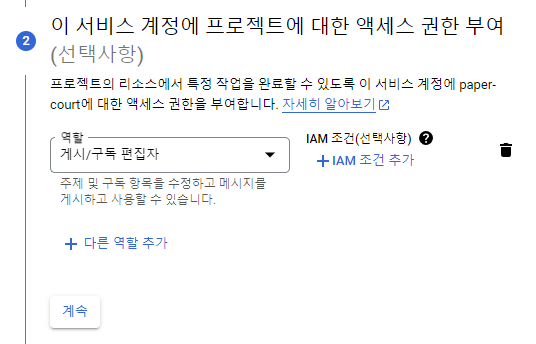 2
이 서비스 계정에 프로젝트에 대한 액세스 권한 부여
(선택사항)
프로젝트의 리소스에서 특정 작업을 완료할 수 있도록 이 서비스 계정에 paper-
court에 대한 액세스 권한을 부여합니다. 자세히 알아보기
역할
게시/구독 편집자
IAM 조건(선택사항) ?
+ IAM 조건 추가
주제 및 구독 항목을 수정하고 메시지를
게시하고 사용할 수 있습니다.
+ 다른 역할 추가
계속